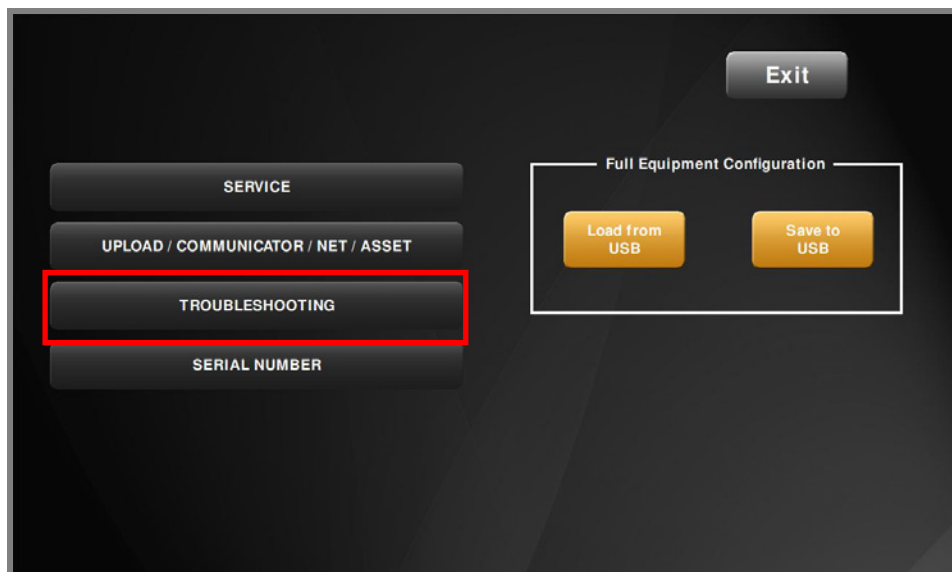 Exit
Full Equipment Configuration
SERVICE
Load from
USB
Save to
USB
UPLOAD / COMMUNICATOR / NET / ASSET
TROUBLESHOOTING
SERIAL NUMBER